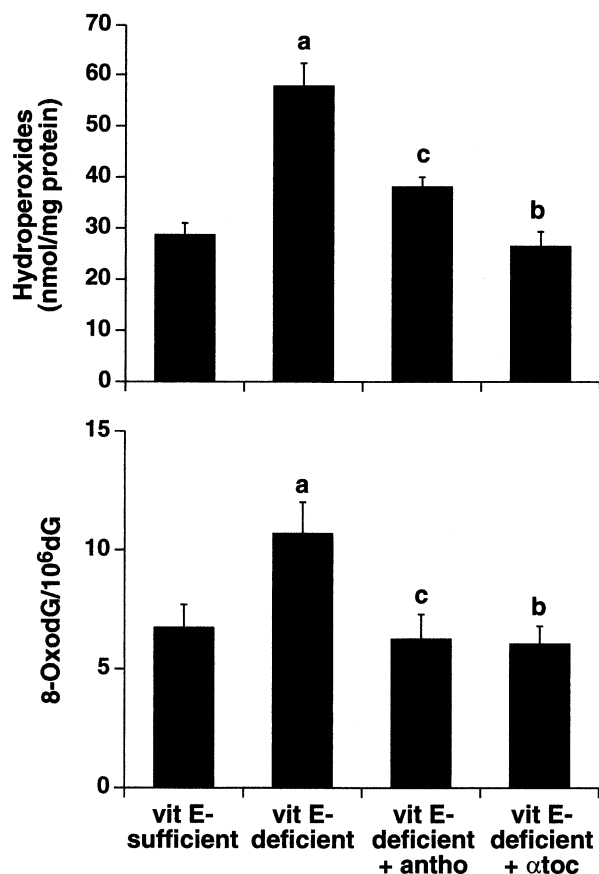 Hydroperoxides
(nmol/mg protein)
70
60
50
40
30
20
10
0
a
c
b
8-OxodG/10⁶dG
15
10
5
0
a
c
b
vit E-
sufficient
vit E-
deficient
vit E-
deficient
+ antho
vit E-
deficient
+ αtoc